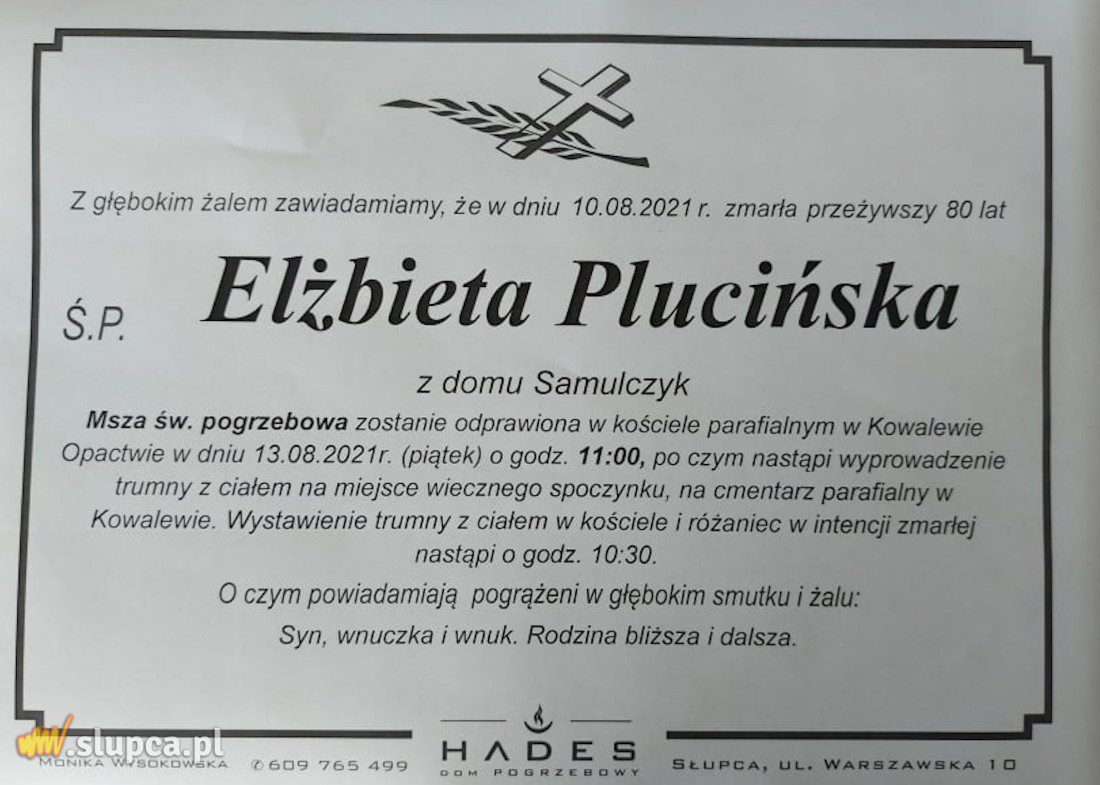 Z głębokim żalem zawiadamiamy, że w dniu 10.08.2021 r. zmarła przeżywszy 80 lat
Ś.P. Elżbieta Plucińska
z domu Samulczyk
Msza św. pogrzebowa zostanie odprawiona w kościele parafialnym w Kowalewie
Opactwie w dniu 13.08.2021r. (piątek) o godz. 11:00, po czym nastąpi wyprowadzenie
trumny z ciałem na miejsce wiecznego spoczynku, na cmentarz parafialny w
Kowalewie. Wystawienie trumny z ciałem w kościele i różaniec w intencji zmarłej
nastąpi o godz. 10:30.
O czym powiadamiają pogrążeni w głębokim smutku i żalu:
Syn, wnuczka i wnuk. Rodzina bliższa i dalsza.
www.slupca.pl
MONIKA WYSOKOWSKA ✆609 765 499
HADES
DOM POGRZEBOWY
SŁUPCA, UL. WARSZAWSKA 10